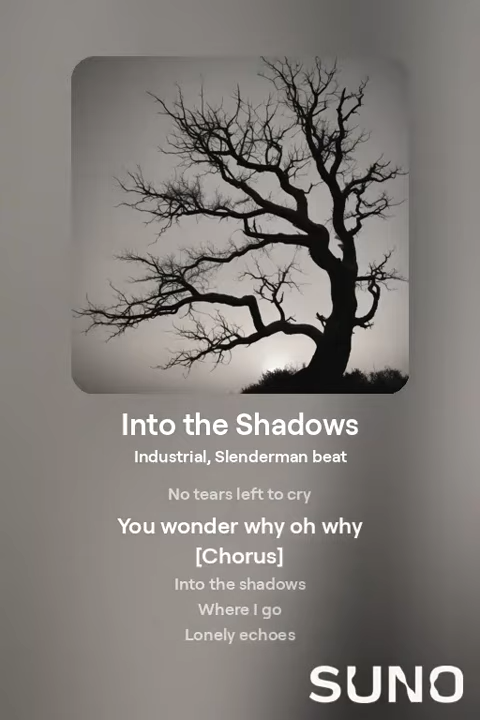 Into the Shadows
Industrial, Slenderman beat
No tears left to cry
You wonder why oh why
[Chorus]
Into the shadows
Where I go
Lonely echoes
SUNO